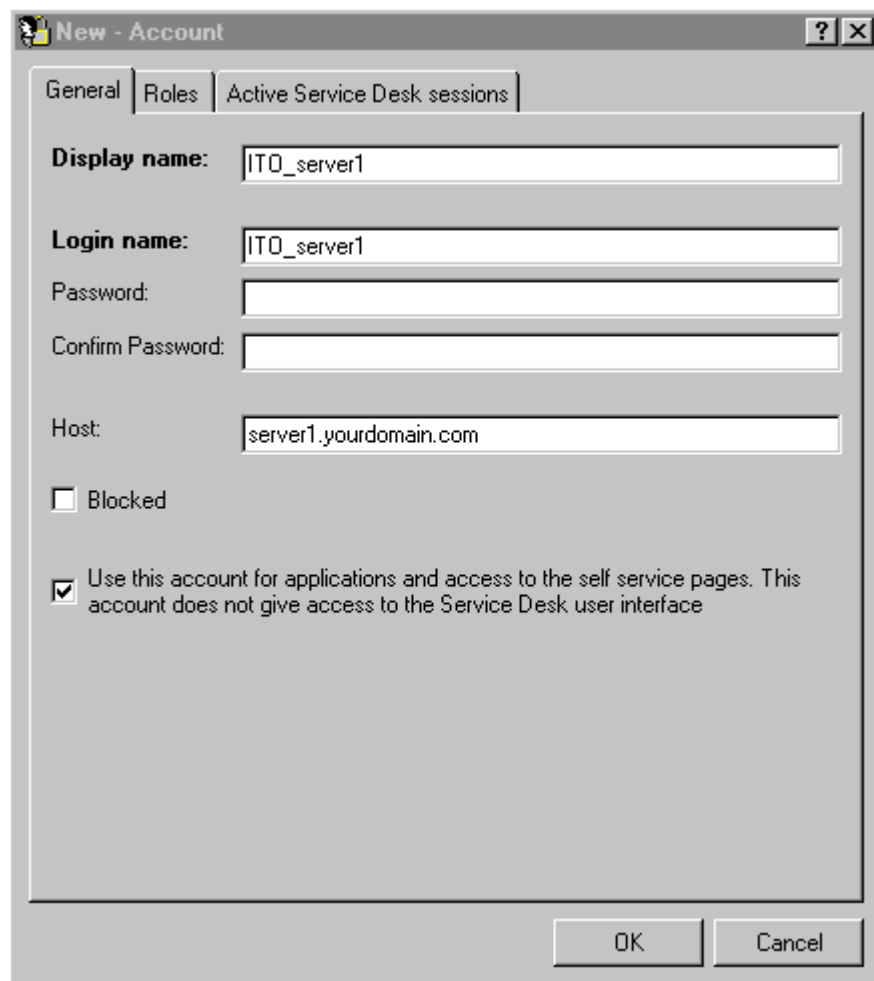 New - Account
General Roles Active Service Desk sessions
Display name: ITO_server1
Login name: ITO_server1
Password:
Confirm Password:
Host: server1.yourdomain.com
Blocked
Use this account for applications and access to the self service pages. This
account does not give access to the Service Desk user interface
OK Cancel